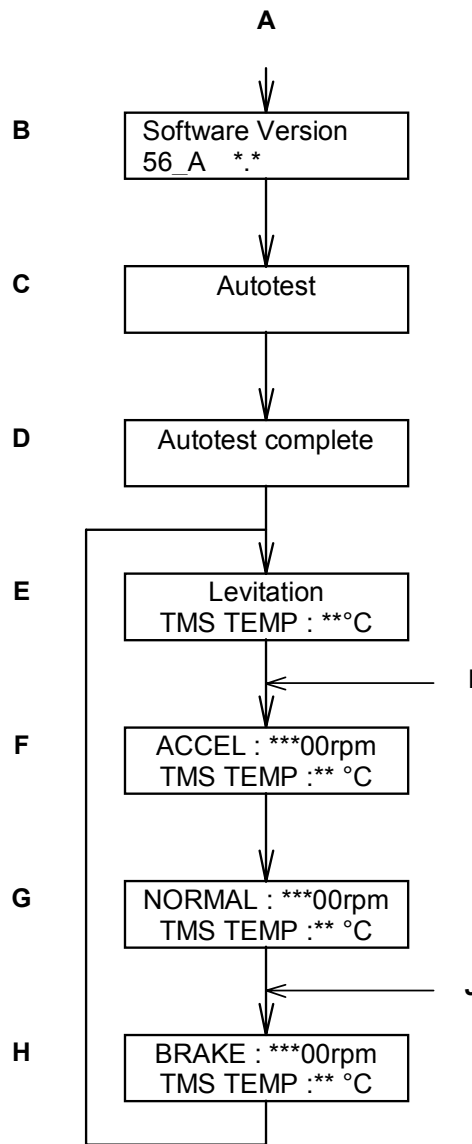 A
B
Software Version
56_A *.*
C
Autotest
D
Autotest complete
E
Levitation
TMS TEMP : **°C
F
ACCEL : ***00rpm
TMS TEMP :** °C
G
NORMAL : ***00rpm
TMS TEMP :** °C
J
H
BRAKE : ***00rpm
TMS TEMP :** °C